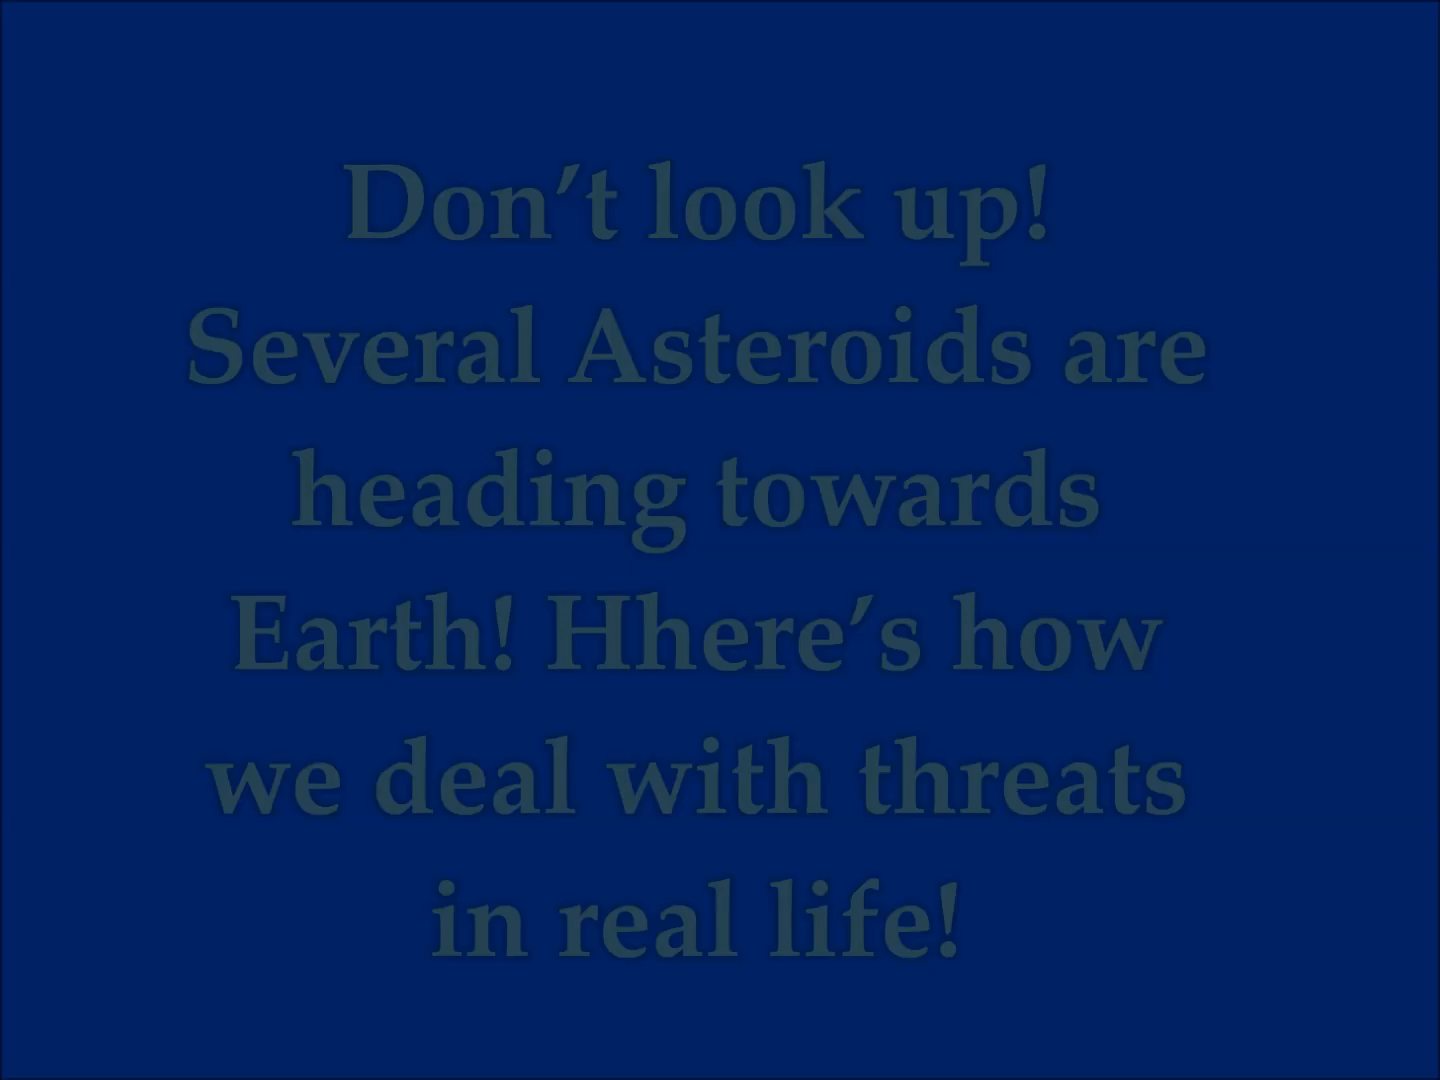 Don’t look up!
Several Asteroids are
heading towards
Earth! Hhere’s how
we deal with threats
in real life!